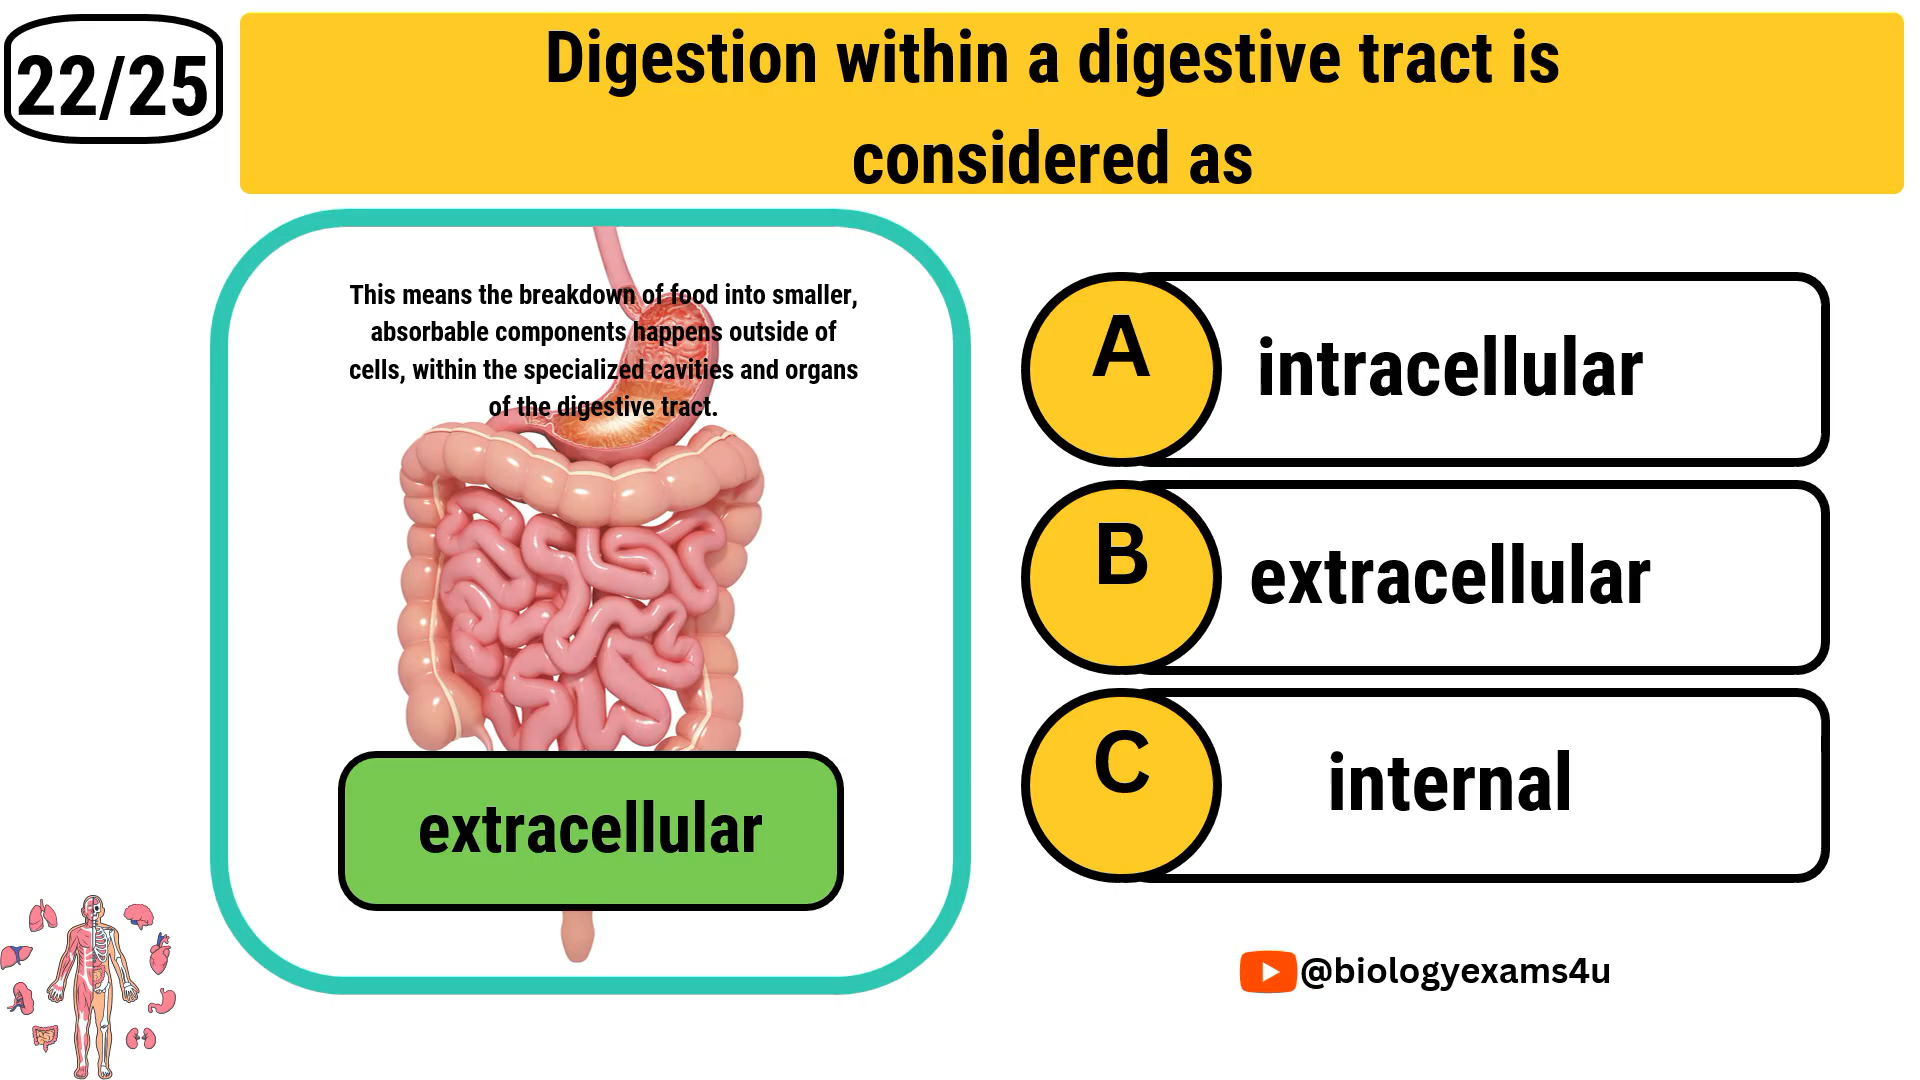 22/25
Digestion within a digestive tract is
considered as
This means the breakdown of food into smaller,
absorbable components happens outside of
cells, within the specialized cavities and organs
of the digestive tract.
extracellular
A
intracellular
B
extracellular
C
internal
@biologyexams4u